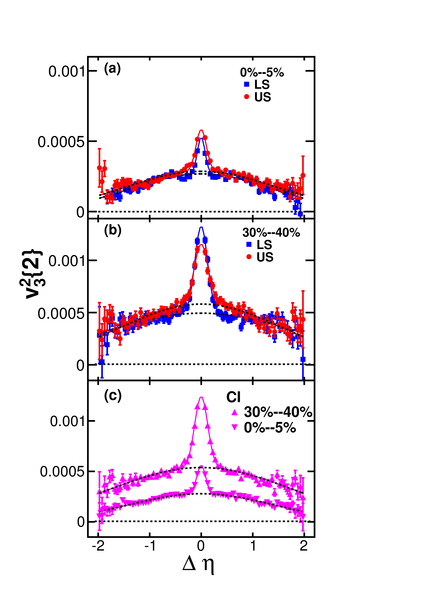 (a)
0%--5%
LS
US
0.001
0.0005
0
(b)
30%--40%
LS
US
0.001
0.0005
0
v₃²{2}
(c)
CI
30%--40%
0%--5%
0.001
0.0005
0
-2 -1 0 1 2
Δ η